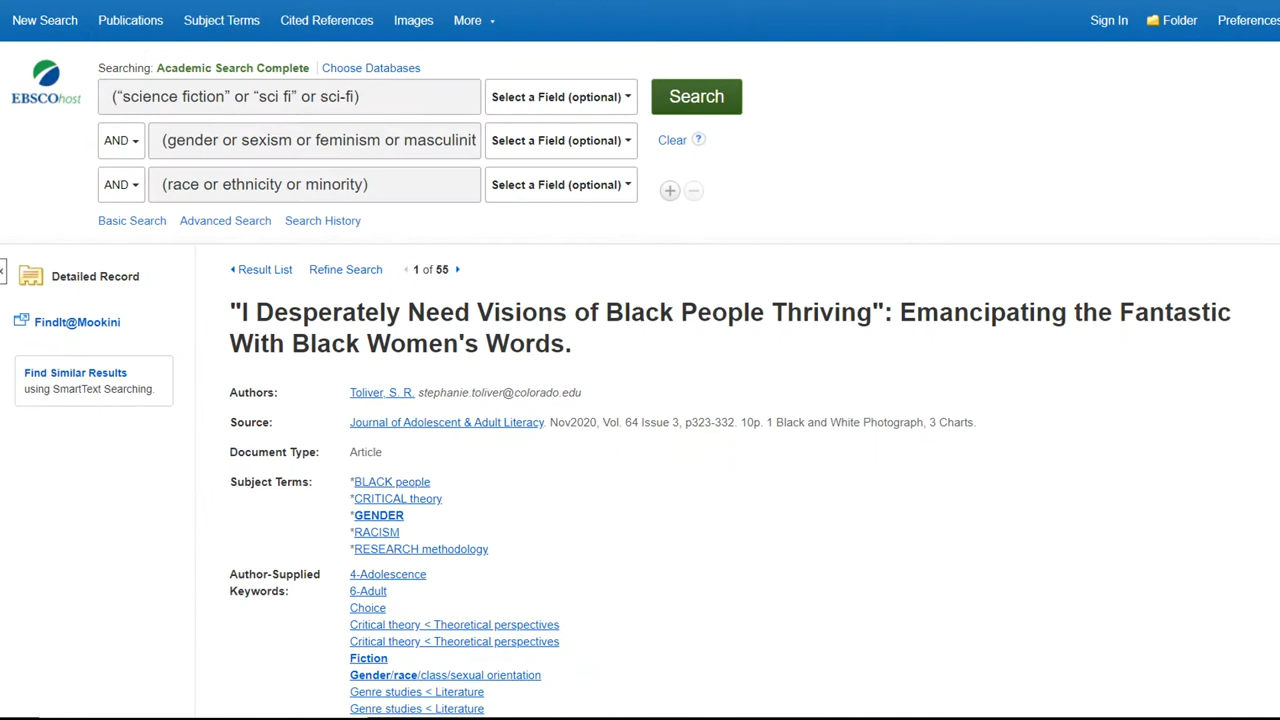 New Search Publications Subject Terms Cited References Images More Sign In Folder Preferences
Searching: Academic Search Complete Choose Databases
EBSCOhost
(“science fiction” or “sci fi” or sci-fi) Select a Field (optional) Search
AND (gender or sexism or feminism or masculinit Select a Field (optional) Clear ?
AND (race or ethnicity or minority) Select a Field (optional)
Basic Search Advanced Search Search History
Detailed Record
FindIt@Mookini
Find Similar Results
using SmartText Searching.
Result List Refine Search 1 of 55
"I Desperately Need Visions of Black People Thriving": Emancipating the Fantastic
With Black Women's Words.
Authors: Toliver, S. R. stephanie.toliver@colorado.edu
Source: Journal of Adolescent & Adult Literacy. Nov2020, Vol. 64 Issue 3, p323-332. 10p. 1 Black and White Photograph, 3 Charts.
Document Type: Article
Subject Terms: *BLACK people
*CRITICAL theory
*GENDER
*RACISM
*RESEARCH methodology
Author-Supplied 4-Adolescence
Keywords: 6-Adult
Choice
Critical theory < Theoretical perspectives
Critical theory < Theoretical perspectives
Fiction
Gender/race/class/sexual orientation
Genre studies < Literature
Genre studies < Literature